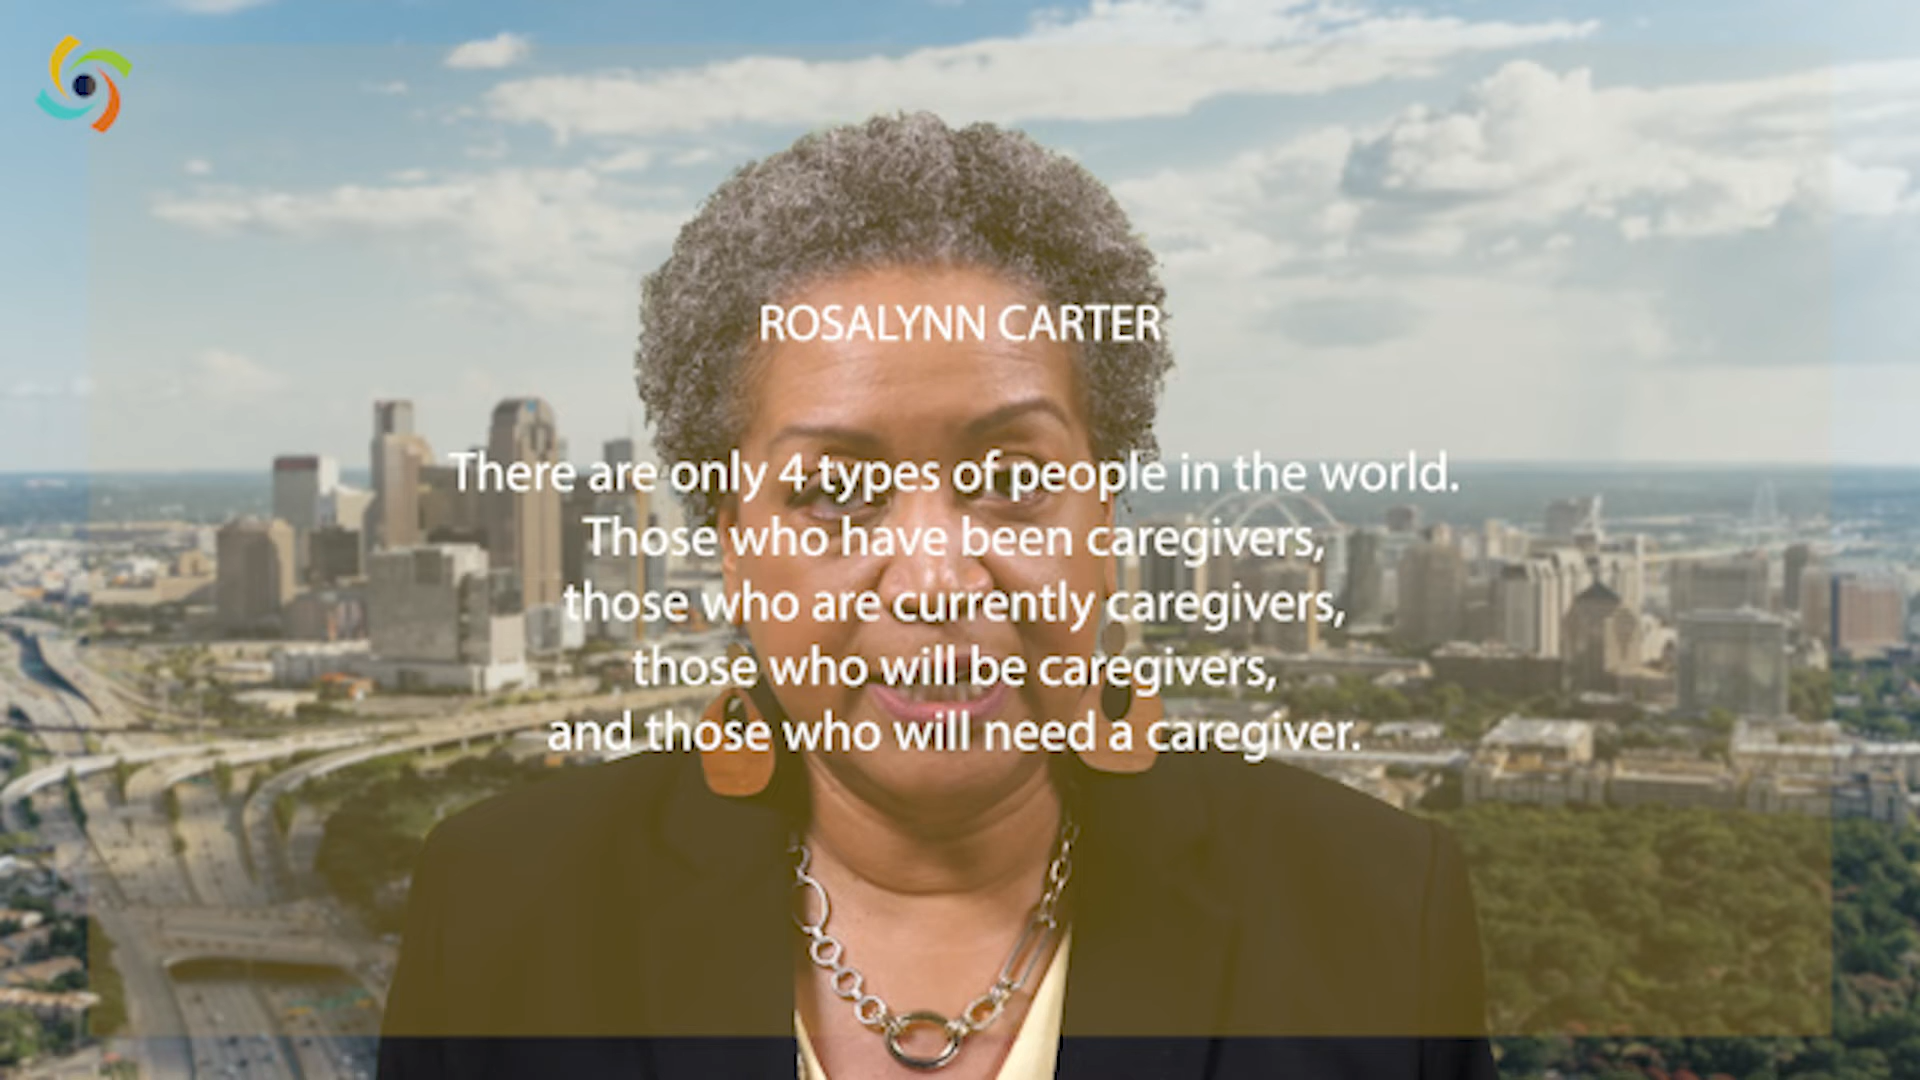 ROSALYNN CARTER
There are only 4 types of people in the world.
Those who have been caregivers,
those who are currently caregivers,
those who will be caregivers,
and those who will need a caregiver.